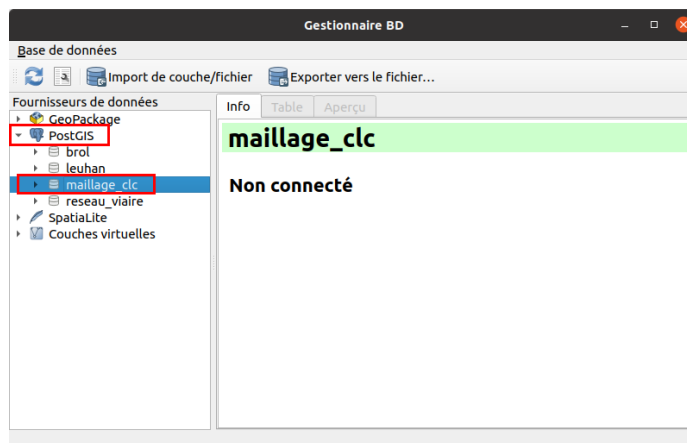 Gestionnaire BD
Base de données
Import de couche/fichier Exporter vers le fichier...
Fournisseurs de données
Info Table Aperçu
GeoPackage
PostGIS
brol
leuhan
maillage_clc
reseau_viaire
SpatiaLite
Couches virtuelles
maillage_clc
Non connecté